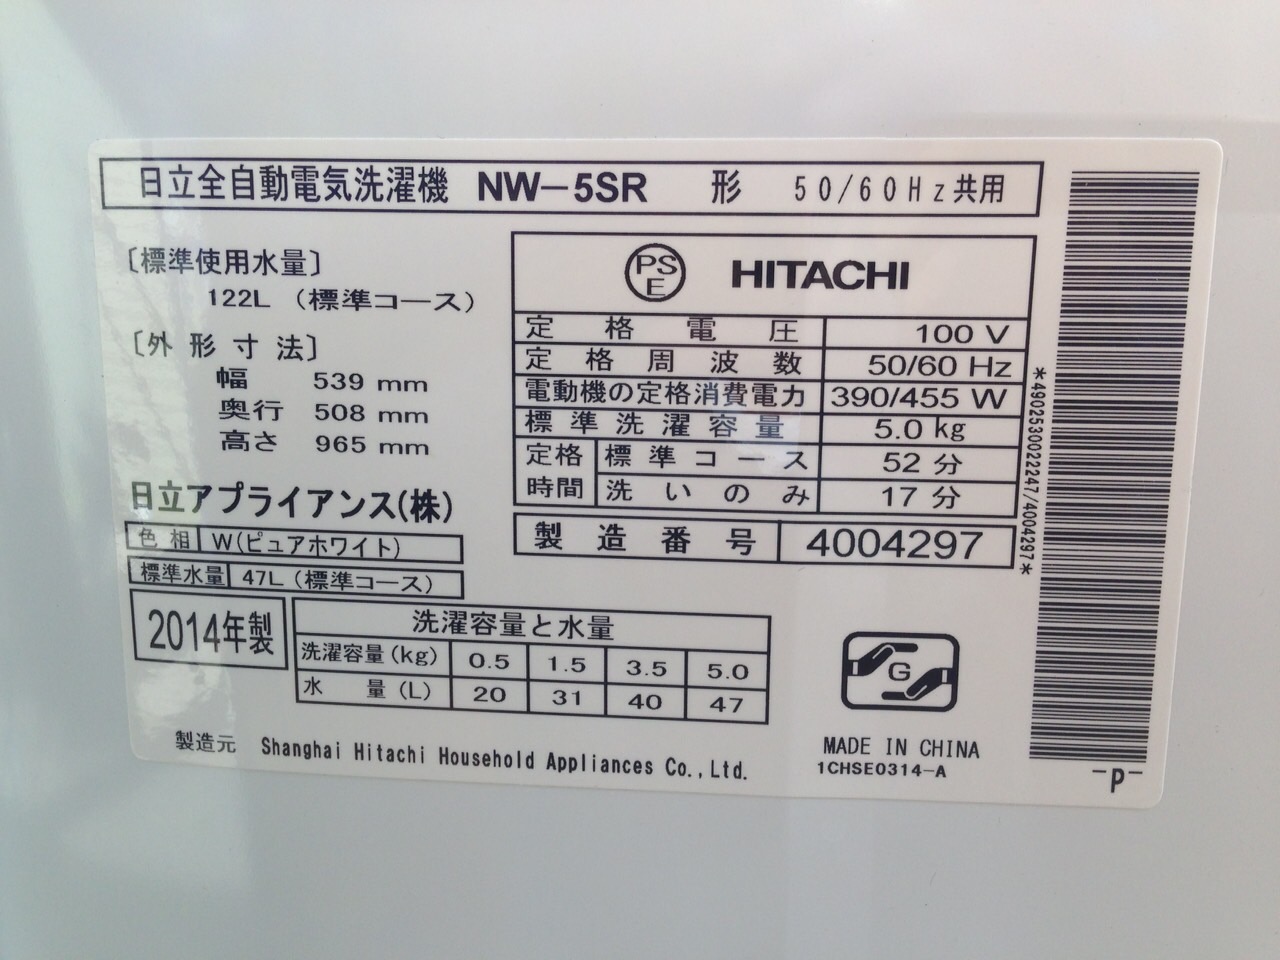 日立全自動電気洗濯機 NW-5SR 形 50/60Hz共用
〔標準使用水量〕
122L (標準コース)
〔外形寸法〕
幅 539 mm
奥行 508 mm
高さ 965 mm
日立アプライアンス(株)
色相 W(ピュアホワイト)
標準水量 47L (標準コース)
2014年製
PS
E
HITACHI
定格電圧 100 V
定格周波数 50/60 Hz
電動機の定格消費電力 390/455 W
標準洗濯容量 5.0 kg
定格時間 標準コース 52 分
洗いのみ 17 分
製造番号 4004297
洗濯容量と水量
洗濯容量(kg) 0.5 1.5 3.5 5.0
水量(L) 20 31 40 47
G
製造元 Shanghai Hitachi Household Appliances Co.,Ltd.
MADE IN CHINA
1CHSE0314-A
*4902530022247/4004297*
-P-